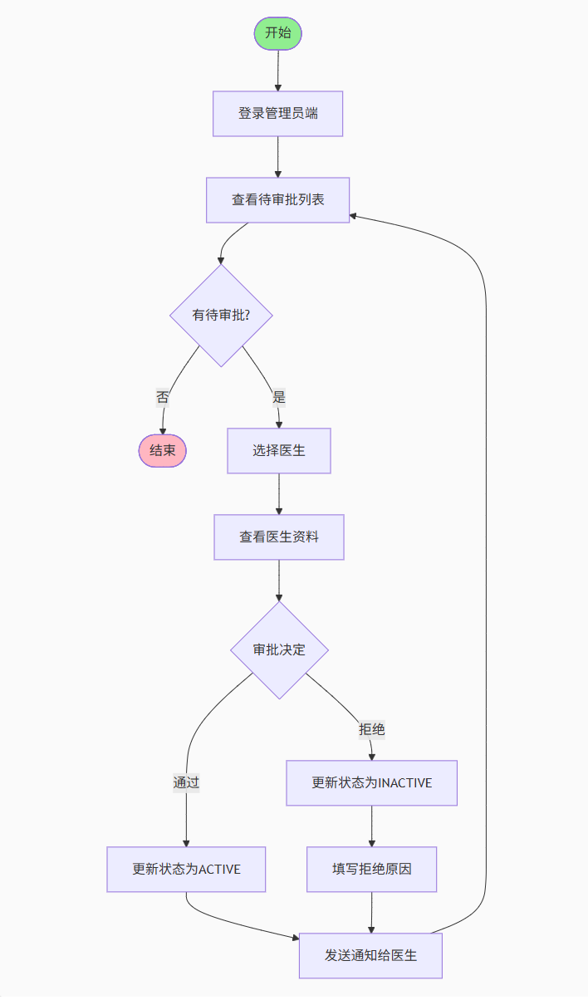 开始
登录管理员端
查看待审批列表
有待审批?
否
是
结束
选择医生
查看医生资料
审批决定
拒绝
通过
更新状态为INACTIVE
更新状态为ACTIVE
填写拒绝原因
发送通知给医生